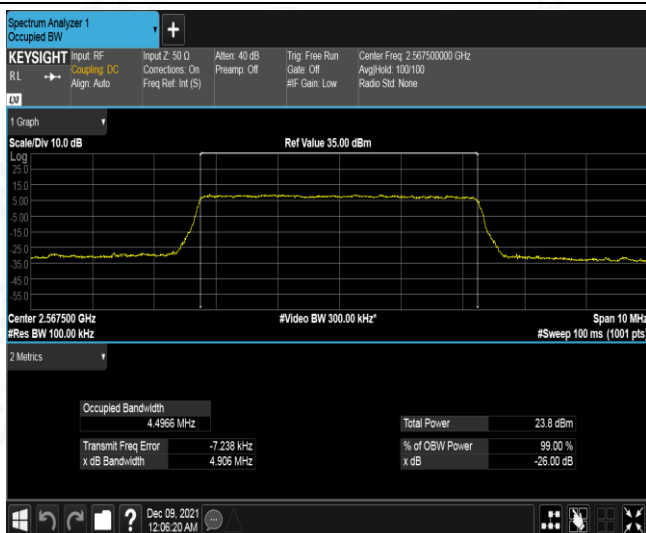 Spectrum Analyzer 1
Occupied BW
+
KEYSIGHT Input: RF Input Z: 50 Ω Atten: 40 dB Trig: Free Run Center Freq: 2.567500000 GHz
RL Coupling: DC Corrections: On Preamp: Off Gate: Off Avg|Hold: 100/100
Align: Auto Freq Ref: Int (S) #IF Gain: Low Radio Std: None
LXI
1 Graph
Scale/Div 10.0 dB Ref Value 35.00 dBm
Log
25.0
15.0
5.00
-5.00
-15.0
-25.0
-35.0
-45.0
-55.0
Center 2.567500 GHz #Video BW 300.00 kHz* Span 10 MHz
#Res BW 100.00 kHz #Sweep 100 ms (1001 pts)
2 Metrics
Occupied Bandwidth
4.4966 MHz Total Power 23.8 dBm
Transmit Freq Error -7.238 kHz % of OBW Power 99.00 %
x dB Bandwidth 4.906 MHz x dB -26.00 dB
? Dec 09, 2021
12:06:20 AM